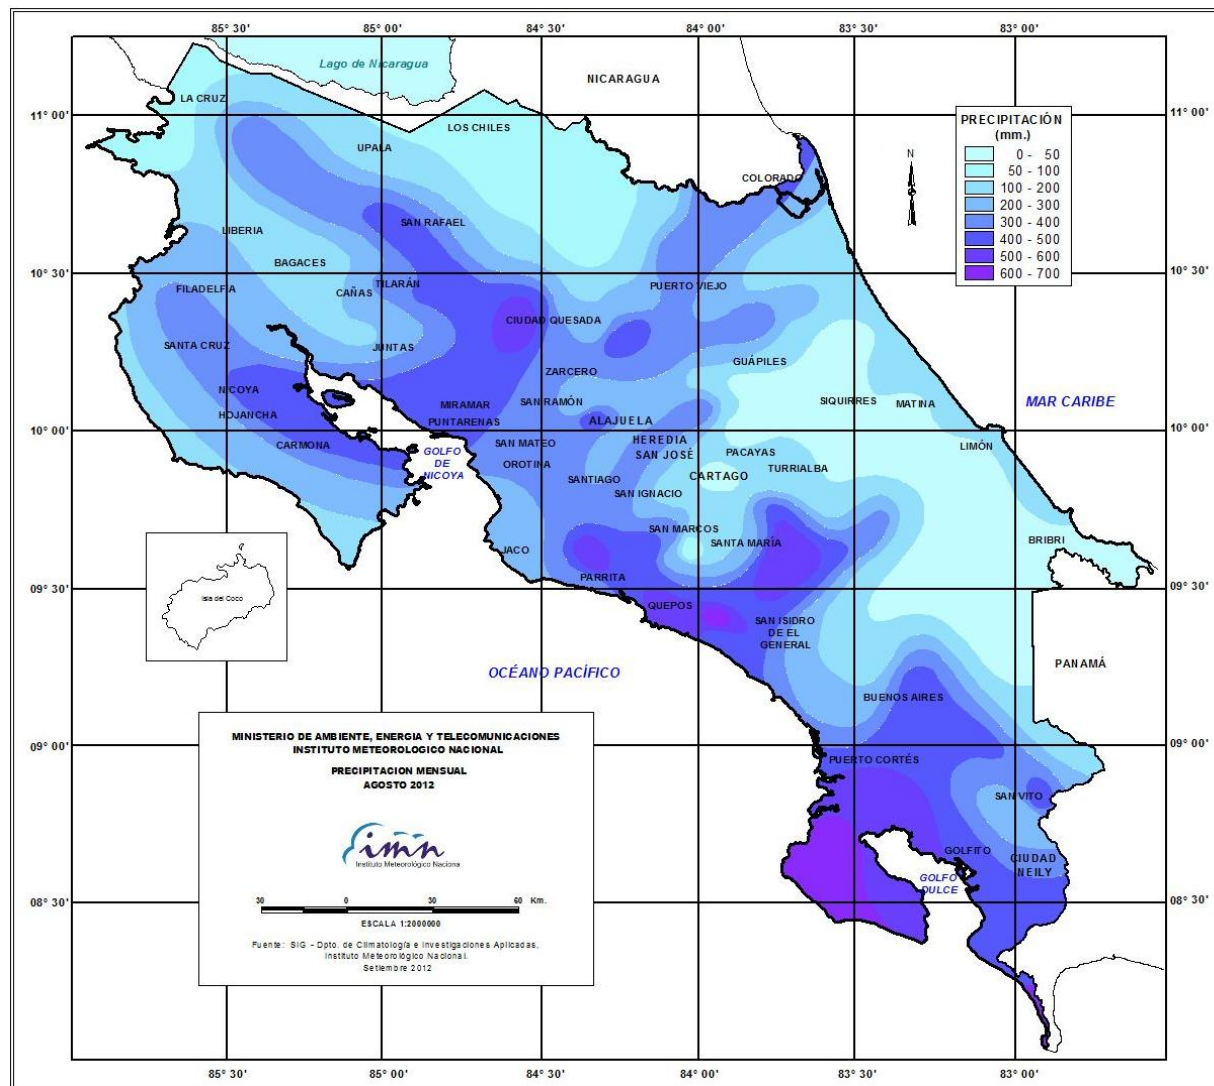 85° 30'
85° 00'
84° 30'
84° 00'
83° 30'
83° 00'
Lago de Nicaragua
NICARAGUA
LA CRUZ
11° 00'
11° 00'
LOS CHILES
UPALA
COLORADO
PRECIPITACIÓN
(mm.)
0 - 50
50 - 100
100 - 200
200 - 300
300 - 400
400 - 500
500 - 600
600 - 700
N
SAN RAFAEL
LIBERIA
BAGACES
10° 30'
10° 30'
TILARÁN
FILADELFIA
CAÑAS
PUERTO VIEJO
CIUDAD QUESADA
SANTA CRUZ
JUNTAS
GUÁPILES
ZARCERO
NICOYA
HOJANCHA
MIRAMAR
SAN RAMÓN
SIQUIRRES
MATINA
MAR CARIBE
PUNTARENAS
ALAJUELA
10° 00'
10° 00'
CARMONA
SAN MATEO
HEREDIA
LIMÓN
GOLFO
DE
NICOYA
SAN JOSÉ
PACAYAS
OROTINA
TURRIALBA
SANTIAGO
CARTAGO
SAN IGNACIO
SAN MARCOS
SANTA MARÍA
BRIBRI
JACO
PARRITA
09° 30'
09° 30'
Isla del Coco
QUEPOS
SAN ISIDRO
DE EL
GENERAL
OCÉANO PACÍFICO
PANAMÁ
BUENOS AIRES
09° 00'
09° 00'
PUERTO CORTÉS
SAN VITO
GOLFITO
CIUDAD
NEILY
GOLFO
DULCE
08° 30'
08° 30'
MINISTERIO DE AMBIENTE, ENERGIA Y TELECOMUNICACIONES
INSTITUTO METEOROLOGICO NACIONAL
PRECIPITACION MENSUAL
AGOSTO 2012
imn
Instituto Meteorológico Naciona
30 0 30 60 Km.
ESCALA 1:2000000
Fuente: SIG - Dpto. de Climatología e Investigaciones Aplicadas,
Instituto Meteorológico Nacional.
Setiembre 2012
85° 30'
85° 00'
84° 30'
84° 00'
83° 30'
83° 00'